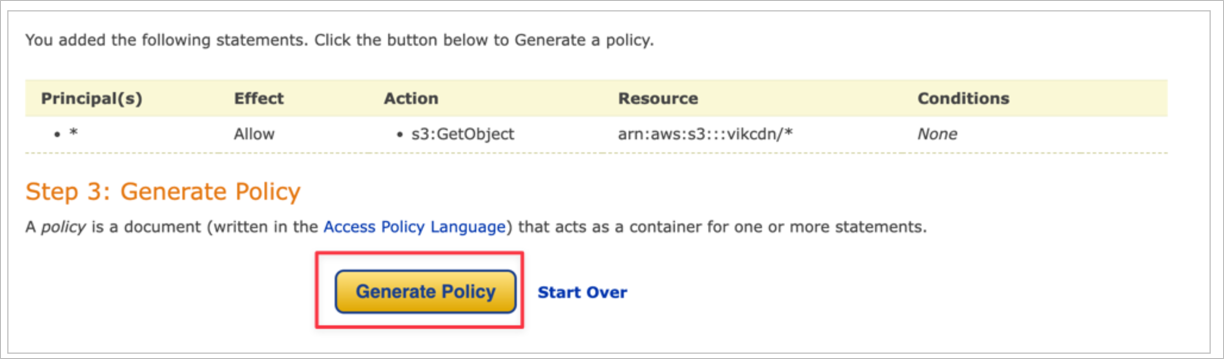 You added the following statements. Click the button below to Generate a policy.
Principal(s) Effect Action Resource Conditions
• * Allow • s3:GetObject arn:aws:s3:::vikcdn/* None
Step 3: Generate Policy
A policy is a document (written in the Access Policy Language) that acts as a container for one or more statements.
Generate Policy Start Over